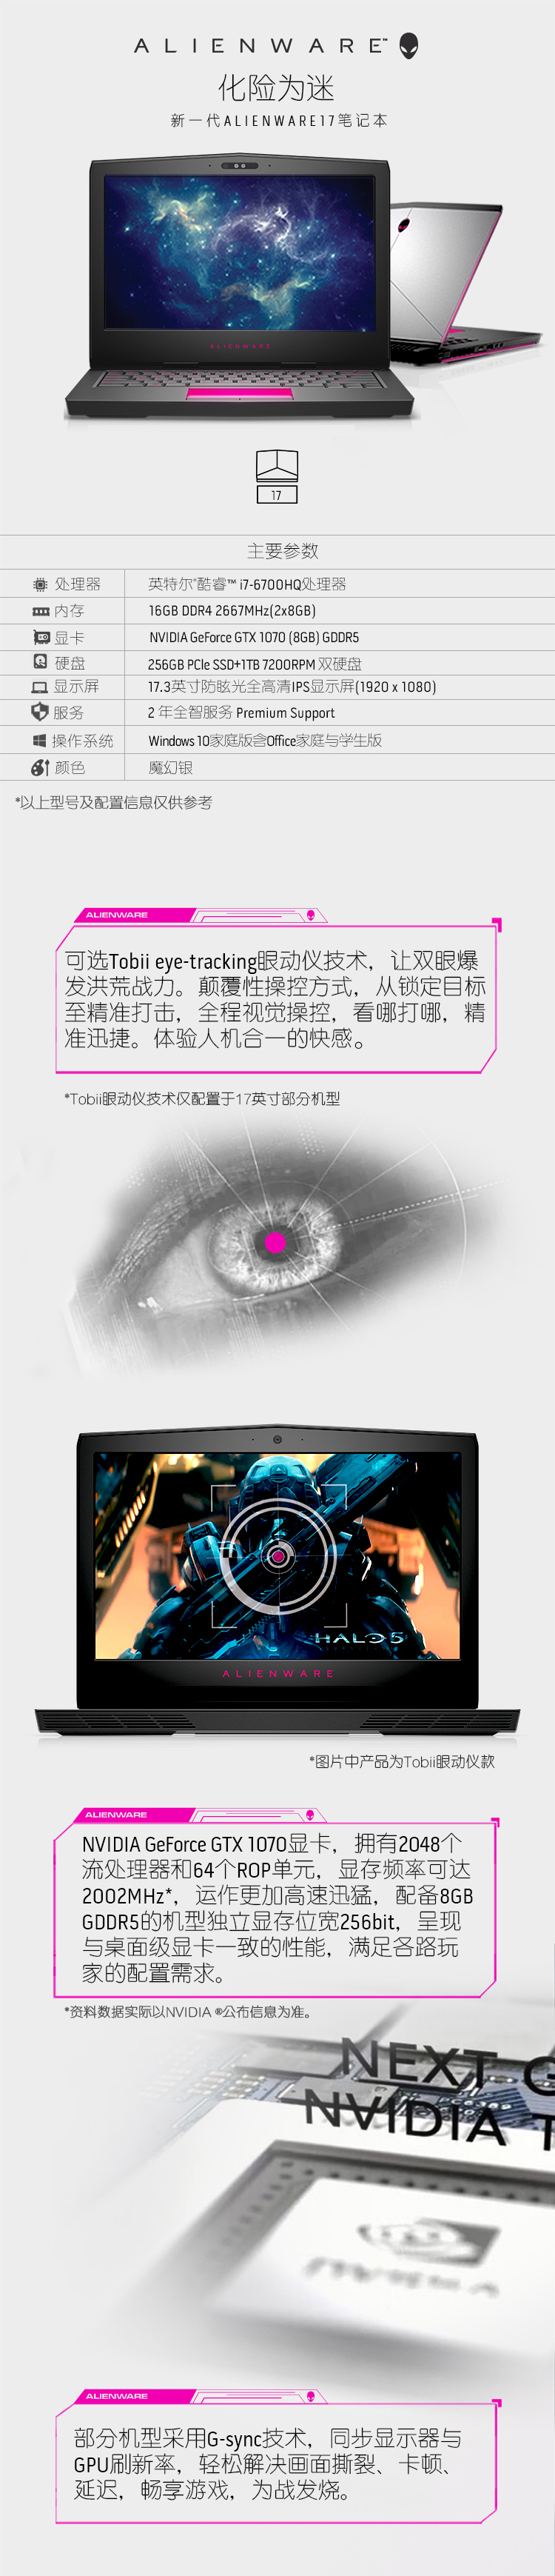 ALIENWARE™
化险为迷
新一代ALIENWARE17笔记本
ALIENWARE
17
主要参数
处理器 英特尔®酷睿™ i7-6700HQ处理器
内存 16GB DDR4 2667MHz(2x8GB)
显卡 NVIDIA GeForce GTX 1070 (8GB) GDDR5
硬盘 256GB PCIe SSD+1TB 7200RPM 双硬盘
显示屏 17.3英寸防眩光全高清IPS显示屏(1920 x 1080)
服务 2 年全智服务 Premium Support
操作系统 Windows 10家庭版含Office家庭与学生版
颜色 魔幻银
*以上型号及配置信息仅供参考
ALIENWARE
可选Tobii eye-tracking眼动仪技术，让双眼爆
发洪荒战力。颠覆性操控方式，从锁定目标
至精准打击，全程视觉操控，看哪打哪，精
准迅捷。体验人机合一的快感。
*Tobii眼动仪技术仅配置于17英寸部分机型
HALO 5
ALIENWARE
*图片中产品为Tobii眼动仪款
ALIENWARE
NVIDIA GeForce GTX 1070显卡，拥有2048个
流处理器和64个ROP单元，显存频率可达
2002MHz*，运作更加高速迅猛，配备8GB
GDDR5的机型独立显存位宽256bit，呈现
与桌面级显卡一致的性能，满足各路玩
家的配置需求。
*资料数据实际以NVIDIA ®公布信息为准。
NEXT G
NVIDIA T
NVIDIA
ALIENWARE
部分机型采用G-sync技术，同步显示器与
GPU刷新率，轻松解决画面撕裂、卡顿、
延迟，畅享游戏，为战发烧。